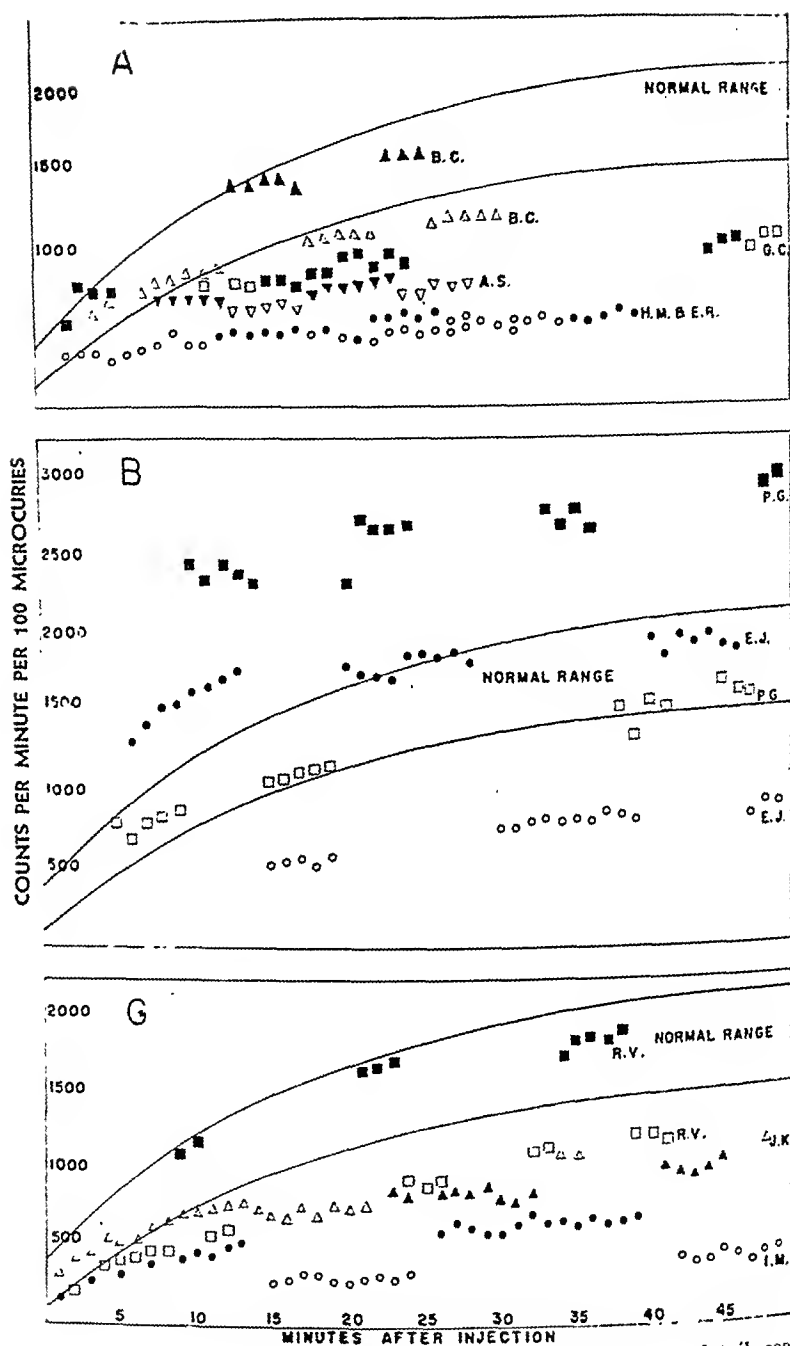 A
2000
NORMAL RANGE
1500
B.C.
B.C.
1000
G.C.
A.S.
H.M. B E.R.
COUNTS PER MINUTE PER 100 MICROCURIES
B
3000
P.G.
2500
2000
E.J.
NORMAL RANGE
1500
P.G
1000
E.J.
500
G
2000
NORMAL RANGE
R.V.
1500
1000
R.V.
J.K
500
I.M.
5 10 15 20 25 30 35 40 45
MINUTES AFTER INJECTION